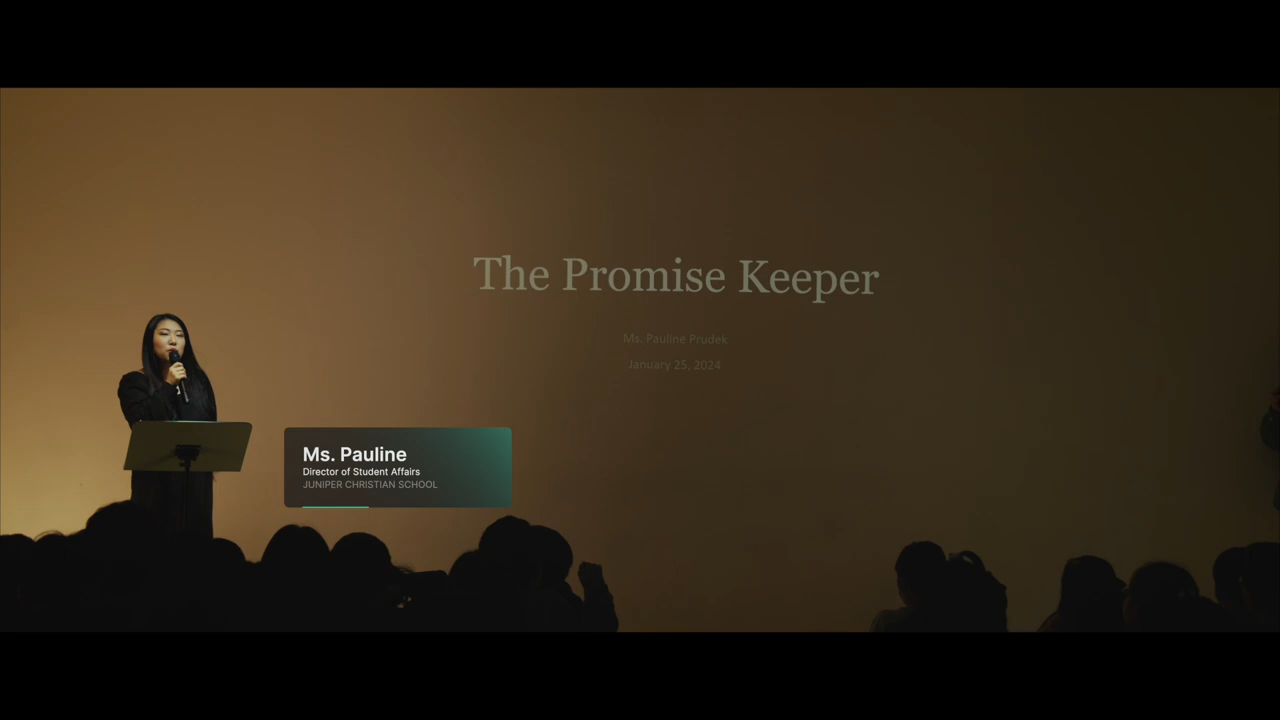 The Promise Keeper
Ms. Pauline Prudek
January 25, 2024
Ms. Pauline
Director of Student Affairs
JUNIPER CHRISTIAN SCHOOL